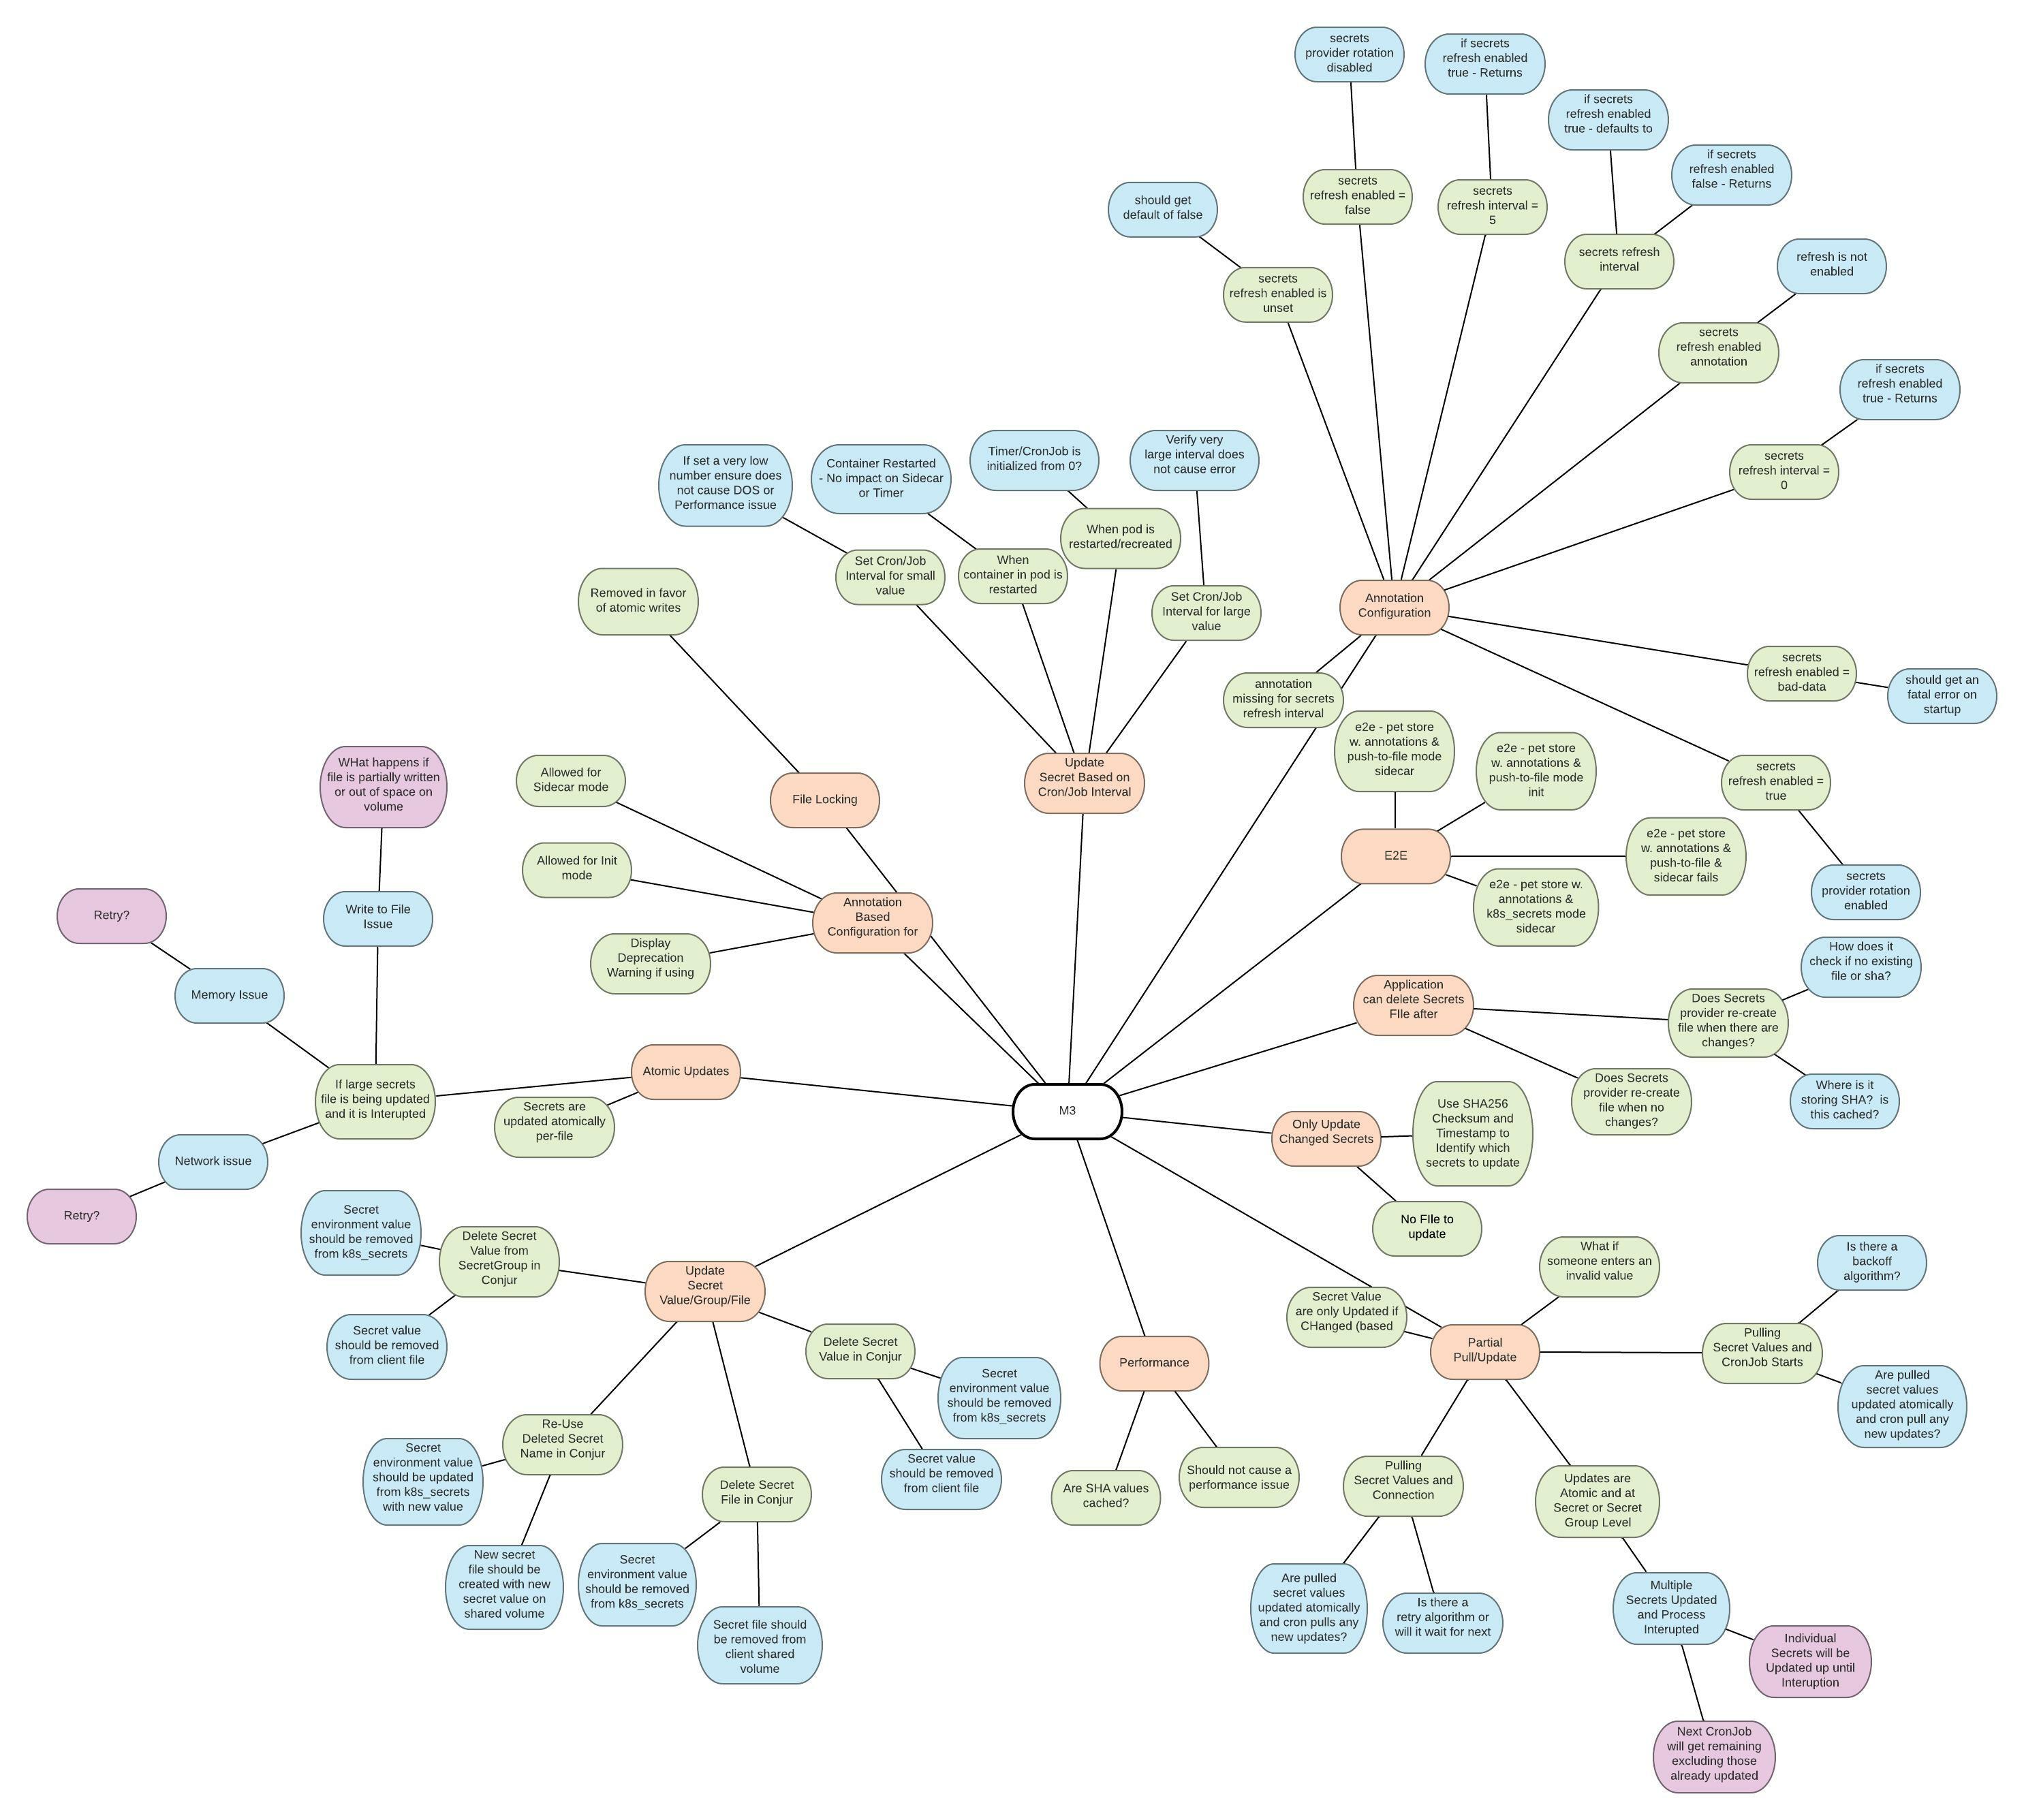 secrets
provider rotation
disabled
if secrets
refresh enabled
true - Returns
if secrets
refresh enabled
true - defaults to
if secrets
refresh enabled
false - Returns
secrets
refresh enabled =
false
secrets
refresh interval =
5
should get
default of false
secrets refresh
interval
refresh is not
enabled
secrets
refresh enabled is
unset
secrets
refresh enabled
annotation
if secrets
refresh enabled
true - Returns
secrets
refresh interval =
0
If set a very low
number ensure does
not cause DOS or
Performance issue
Container Restarted
- No impact on Sidecar
or Timer
Timer/CronJob is
initialized from 0?
Verify very
large interval does
not cause error
When pod is
restarted/recreated
Set Cron/Job
Interval for small
value
When
container in pod is
restarted
Set Cron/Job
Interval for large
value
Removed in favor
of atomic writes
Annotation
Configuration
secrets
refresh enabled =
bad-data
should get an
fatal error on
startup
annotation
missing for secrets
refresh interval
e2e - pet store
w. annotations &
push-to-file mode
sidecar
e2e - pet store
w. annotations &
push-to-file mode
init
secrets
refresh enabled =
true
WHat happens if
file is partially written
or out of space on
volume
Allowed for
Sidecar mode
File Locking
Update
Secret Based on
Cron/Job Interval
E2E
e2e - pet store
w. annotations &
push-to-file &
sidecar fails
secrets
provider rotation
enabled
e2e - pet store w.
annotations &
k8s_secrets mode
sidecar
Allowed for Init
mode
Retry?
Write to File
Issue
Annotation
Based
Configuration for
Display
Deprecation
Warning if using
Memory Issue
Application
can delete Secrets
FIle after
How does it
check if no existing
file or sha?
Does Secrets
provider re-create
file when there are
changes?
Where is it
storing SHA?  is
this cached?
Does Secrets
provider re-create
file when no
changes?
Atomic Updates
If large secrets
file is being updated
and it is Interupted
Secrets are
updated atomically
per-file
M3
Only Update
Changed Secrets
Use SHA256
Checksum and
Timestamp to
Identify which
secrets to update
No FIle to
update
Network issue
Retry?
Secret
environment value
should be removed
from k8s_secrets
Delete Secret
Value from
SecretGroup in
Conjur
Secret value
should be removed
from client file
Update
Secret
Value/Group/File
Delete Secret
Value in Conjur
Secret
environment value
should be removed
from k8s_secrets
Secret value
should be removed
from client file
Performance
Are SHA values
cached?
Should not cause a
performance issue
Secret Value
are only Updated if
CHanged (based
Partial
Pull/Update
What if
someone enters an
invalid value
Is there a
backoff
algorithm?
Pulling
Secret Values and
CronJob Starts
Are pulled
secret values
updated atomically
and cron pull any
new updates?
Re-Use
Deleted Secret
Name in Conjur
Secret
environment value
should be updated
from k8s_secrets
with new value
New secret
file should be
created with new
secret value on
shared volume
Delete Secret
File in Conjur
Secret
environment value
should be removed
from k8s_secrets
Secret file should
be removed from
client shared
volume
Pulling
Secret Values and
Connection
Are pulled
secret values
updated atomically
and cron pulls any
new updates?
Is there a
retry algorithm or
will it wait for next
Updates are
Atomic and at
Secret or Secret
Group Level
Multiple
Secrets Updated
and Process
Interupted
Individual
Secrets will be
Updated up until
Interuption
Next CronJob
will get remaining
excluding those
already updated